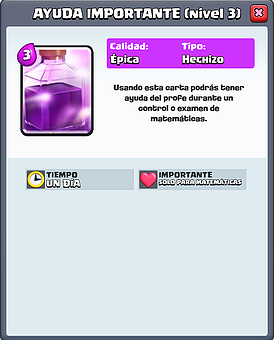 AYUDA IMPORTANTE (Nivel 3)
3
Calidad: Tipo:
Épica Hechizo
Usando esta carta podrás tener
ayuda del profe durante un
control o examen de
matemáticas.
TIEMPO
UN DÍA
IMPORTANTE
SOLO PARA MATEMÁTICAS